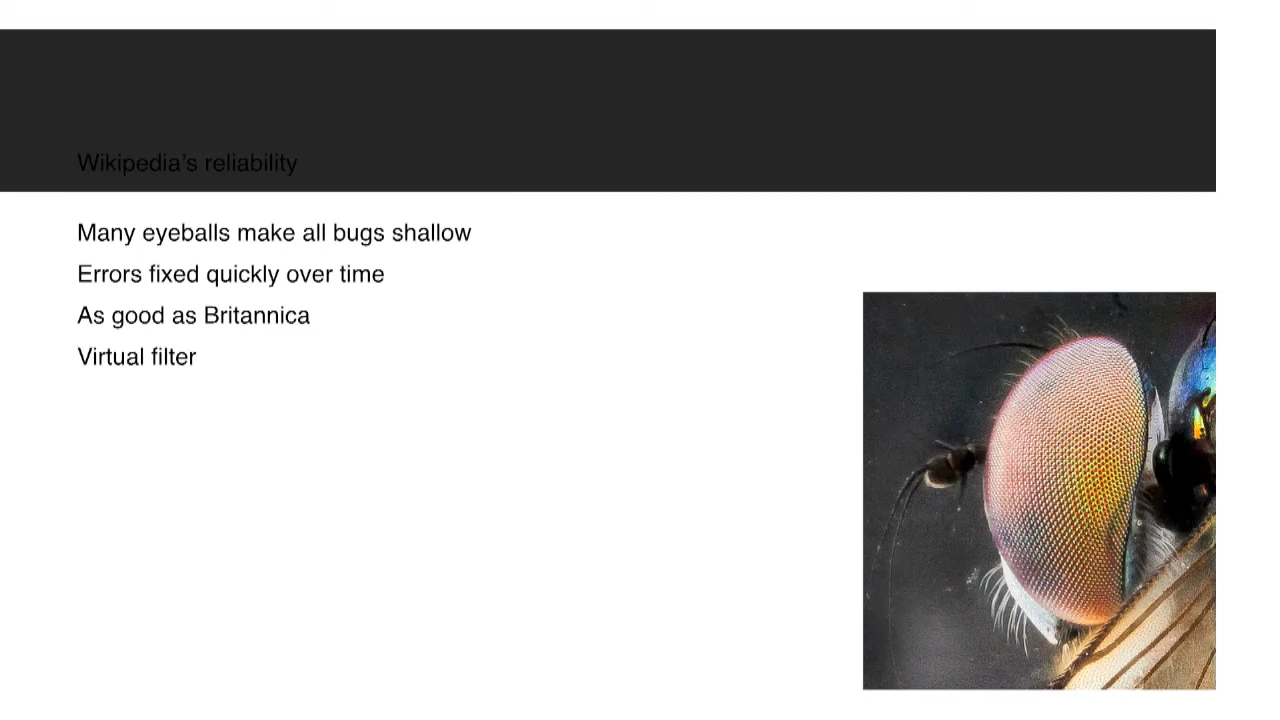 Wikipedia’s reliability
Many eyeballs make all bugs shallow
Errors fixed quickly over time
As good as Britannica
Virtual filter